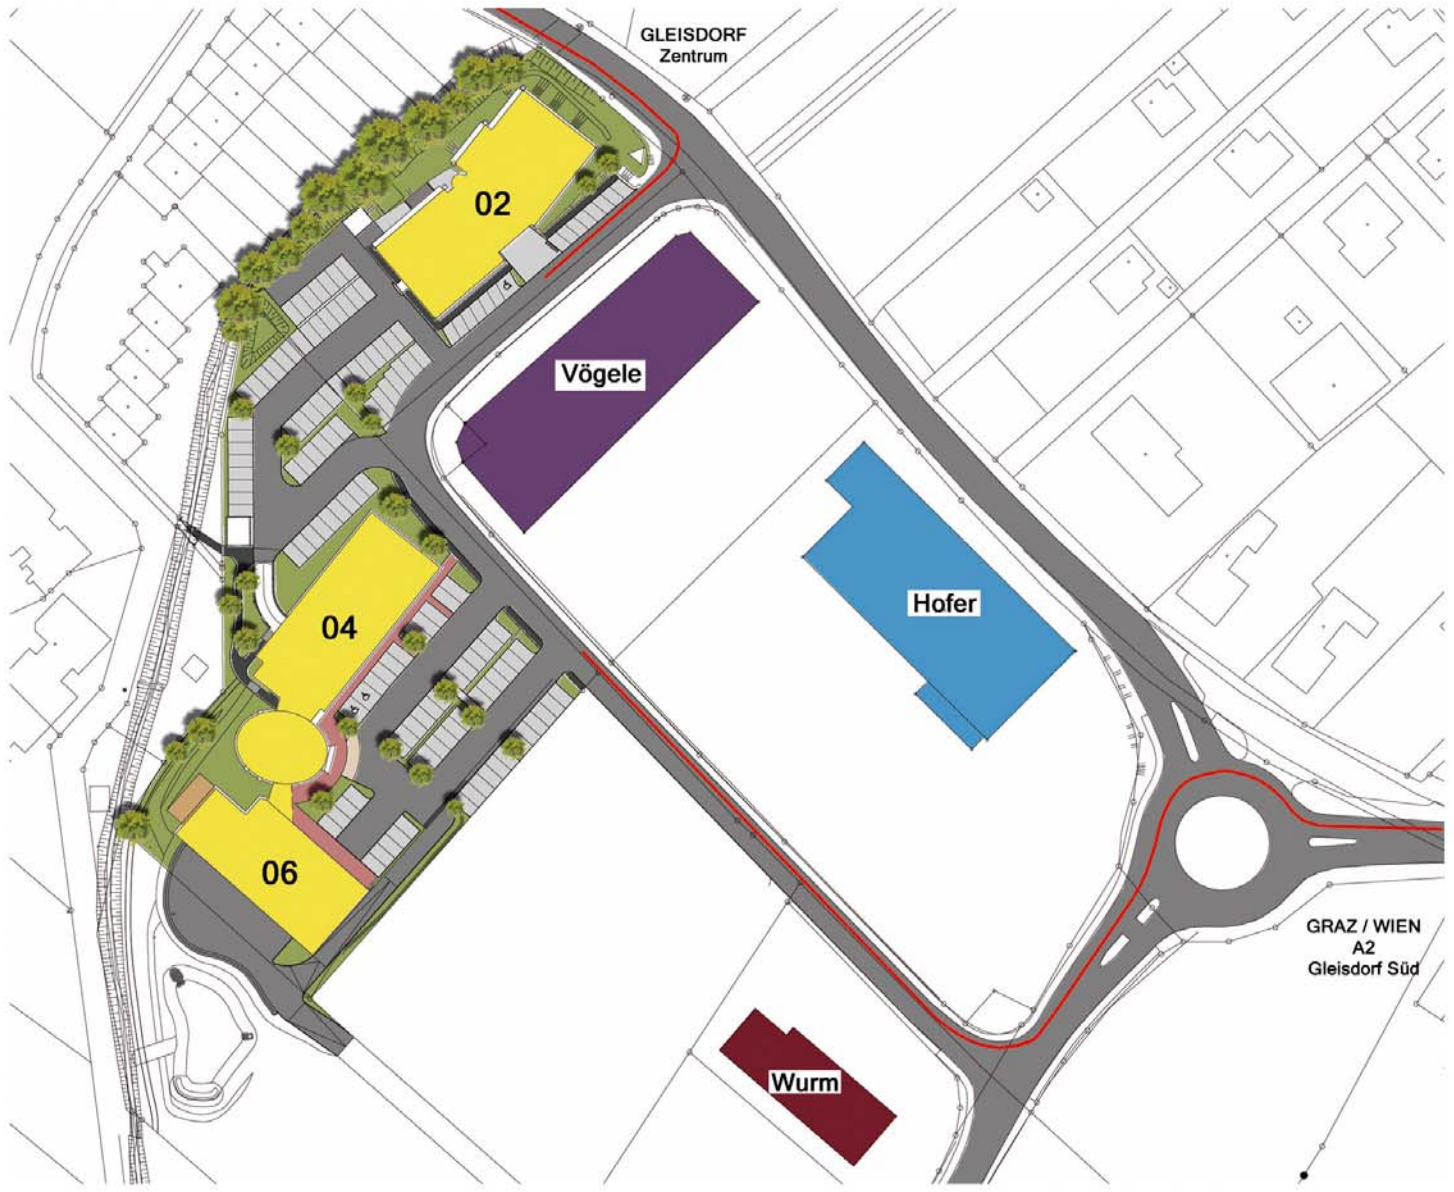 GLEISDORF
Zentrum
02
Vögele
Hofer
04
06
GRAZ / WIEN
A2
Gleisdorf Süd
Wurm